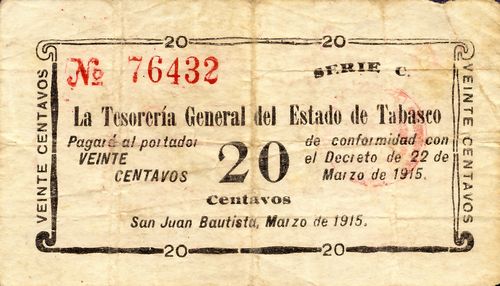 20
No 76432
SERIE C.
La Tesorería General del Estado de Tabasco
Pagará al portador
VEINTE
CENTAVOS
20
Centavos
de conformidad con
el Decreto de 22 de
Marzo de 1915.
San Juan Bautista, Marzo de 1915.
20
VEINTE CENTAVOS
VEINTE CENTAVOS